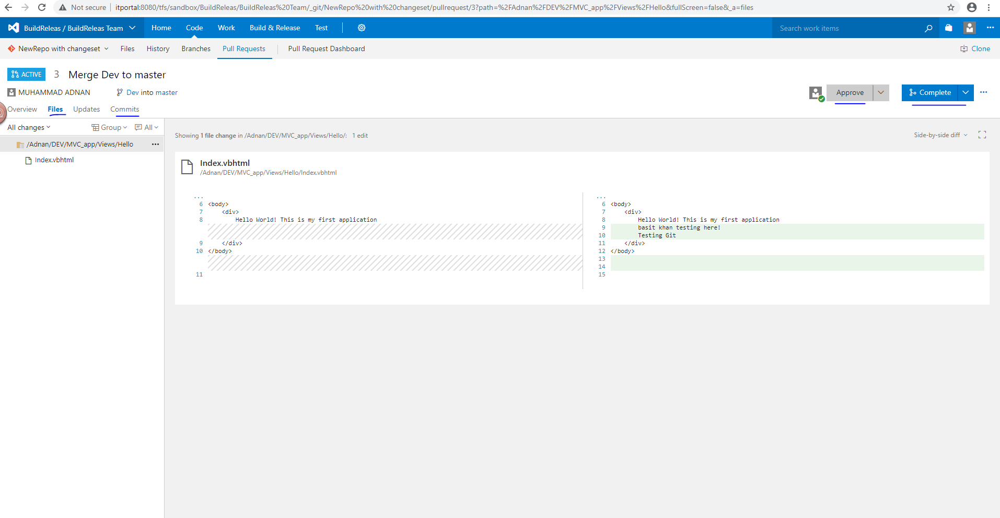 Not secure itportal:8080/tfs/sandbox/BuildReleas/BuildReleas%20Team/_git/NewRepo%20with%20changeset/pullrequest/3?path=%2FAdnan%2FDEV%2FMVC_app%2FViews%2FHello&fullScreen=false&_a=files
BuildReleas / BuildReleas Team Home Code Work Build & Release Test Search work items
NewRepo with changeset Files History Branches Pull Requests Pull Request Dashboard Clone
ACTIVE 3 Merge Dev to master
MUHAMMAD ADNAN Dev into master Approve Complete
Overview Files Updates Commits
All changes Group All
Showing 1 file change in /Adnan/DEV/MVC_app/Views/Hello/: 1 edit Side-by-side diff
/Adnan/DEV/MVC_app/Views/Hello ...
Index.vbhtml
Index.vbhtml
/Adnan/DEV/MVC_app/Views/Hello/Index.vbhtml
... ...
6 <body> 6 <body>
7 <div> 7 <div>
8 Hello World! This is my first application 8 Hello World! This is my first application
9 basit khan testing here!
10 Testing Git
9 </div> 11 </div>
10 </body> 12 </body>
13
14
11 15